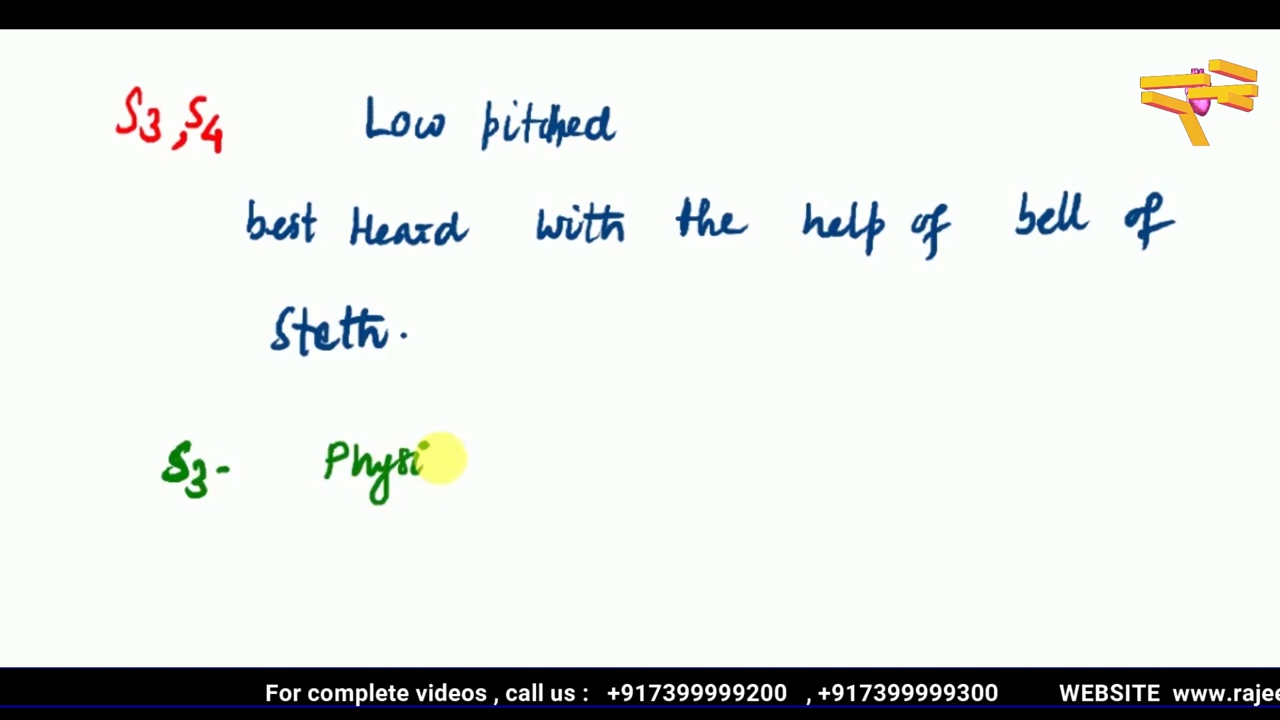 S3, S4 Low pitched
best Heard with the help of bell of
Steth.
S3- Physi
For complete videos , call us : +917399999200 , +917399999300 WEBSITE www.rajee